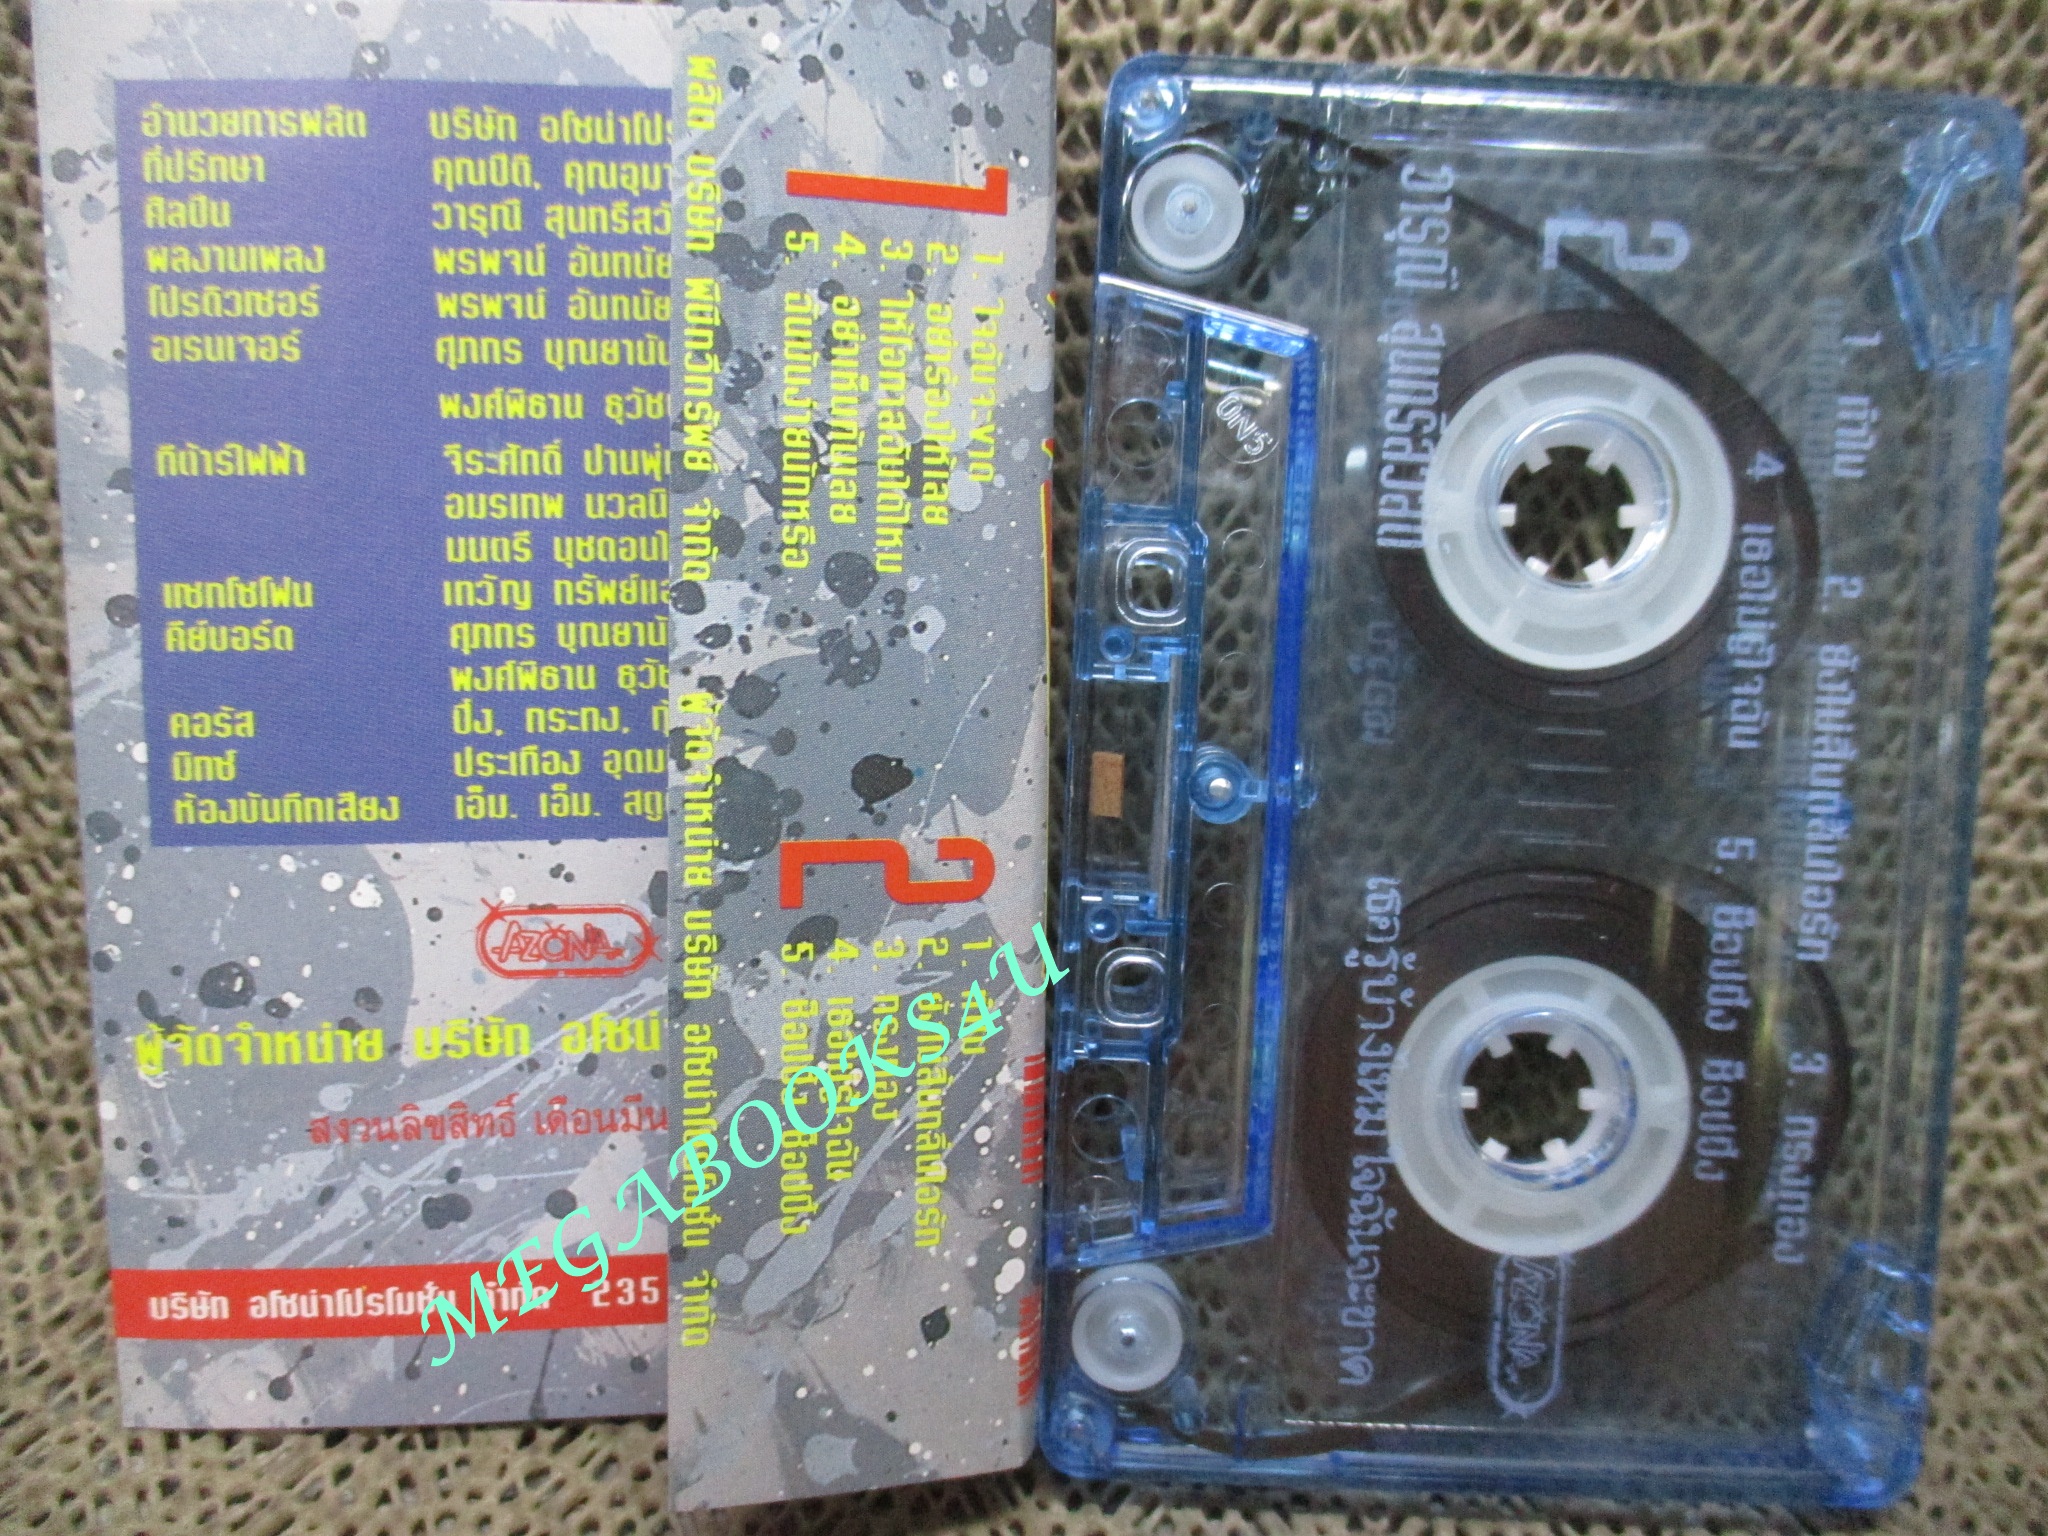 อำนวยการผลิต บริษัท อโซน่าโปร
ที่ปรึกษา คุณปีติ, คุณอุมา
ศิลปิน วารุณี สุนทรีสวั
ผลงานเพลง พรพจน์ อันทนัย
โปรดิวเซอร์ พรพจน์ อันทนัย
อเรนเจอร์ ศุภกร บุณยานัน
พงศ์พิธาน ธุวัช
กีต้าร์ไฟฟ้า จีระศักดิ์ ปานพุ่
อมรเทพ นวลนิ
มนตรี นุชดอนไ
แซกโซโฟน เทวัญ ทรัพย์แส
คีย์บอร์ด ศุภกร บุณยานั
พงศ์พิธาน ธุวัช
คอรัส ปิ๋ง, กระทง,
มิกซ์ ประเทือง อุดม
ห้องบันทึกเสียง เอ็ม. เอ็ม. สตู
AZONA
ผู้จัดจำหน่าย บริษัท อโซน่า
สงวนลิขสิทธิ์ เดือนมีน
บริษัท อโซน่าโปรโมชั่น จำกัด 235
1
1. ใจฉันจะขาด
2. อย่าร้องไห้เลย
3. ให้โอกาสฉันได้ไหม
4. อย่าหืนกันเลย
5. ฉันมันง่ายนักหรือ
2
1. เก้ปัน
2. ยังไม่สิ้นกลิ่นไอรัก
3. กรงทุกอง
4. เธอไม่รู้ใจฉัน
5. ช็อปปิ้ง ช็อปปิ้ง
ผลิต บริษัท พีบีทวีทรัพย์ จำกัด ผู้จัดจำหน่าย บริษัท อโซน่าโปรโมชั่น จำกัด
MEGABOOKS4U
2
วารุณี สุนทรีสวัสดิ์
2. ยังไม่สิ้นกลิ่นไอรัก
4 เธอไม่รู้ใจฉัน 5. ช็อปปิ้ง ช็อปปิ้ง
SNO
AZONA